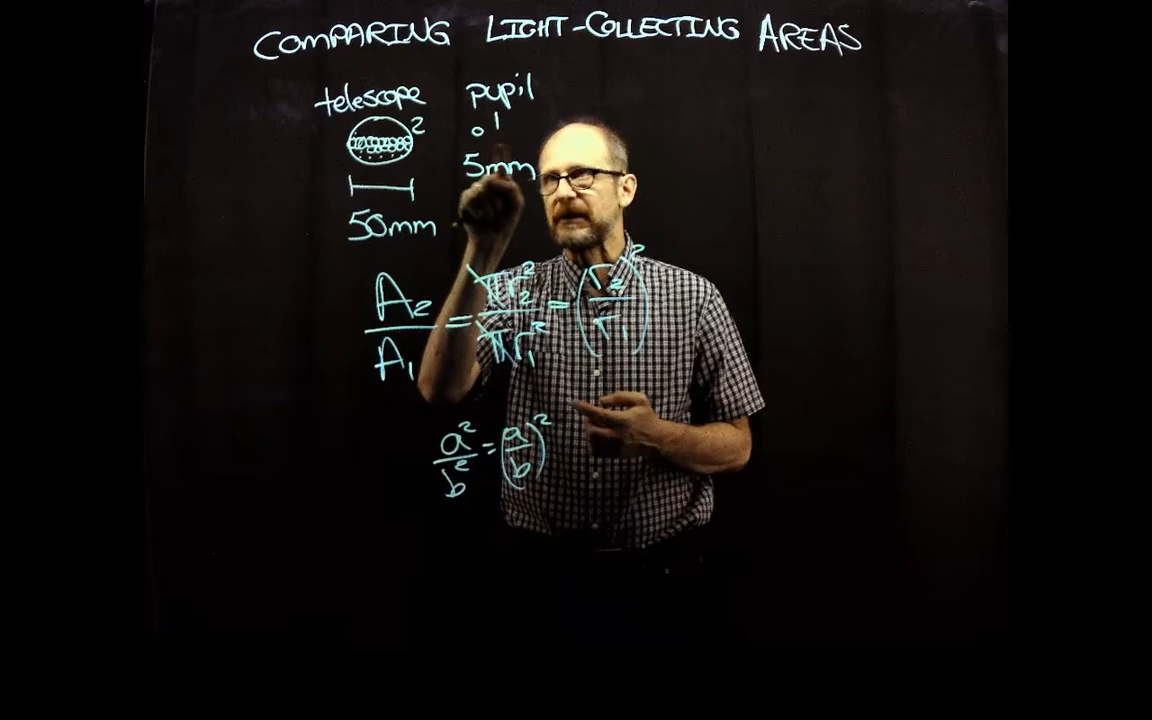 COMPARING LIGHT-COLLECTING AREAS
telescope pupil
2 1
5mm
50mm
A₂/A₁ = πr₂²/πr₁² = (r₂/r₁)²
a²/b² = (a/b)²